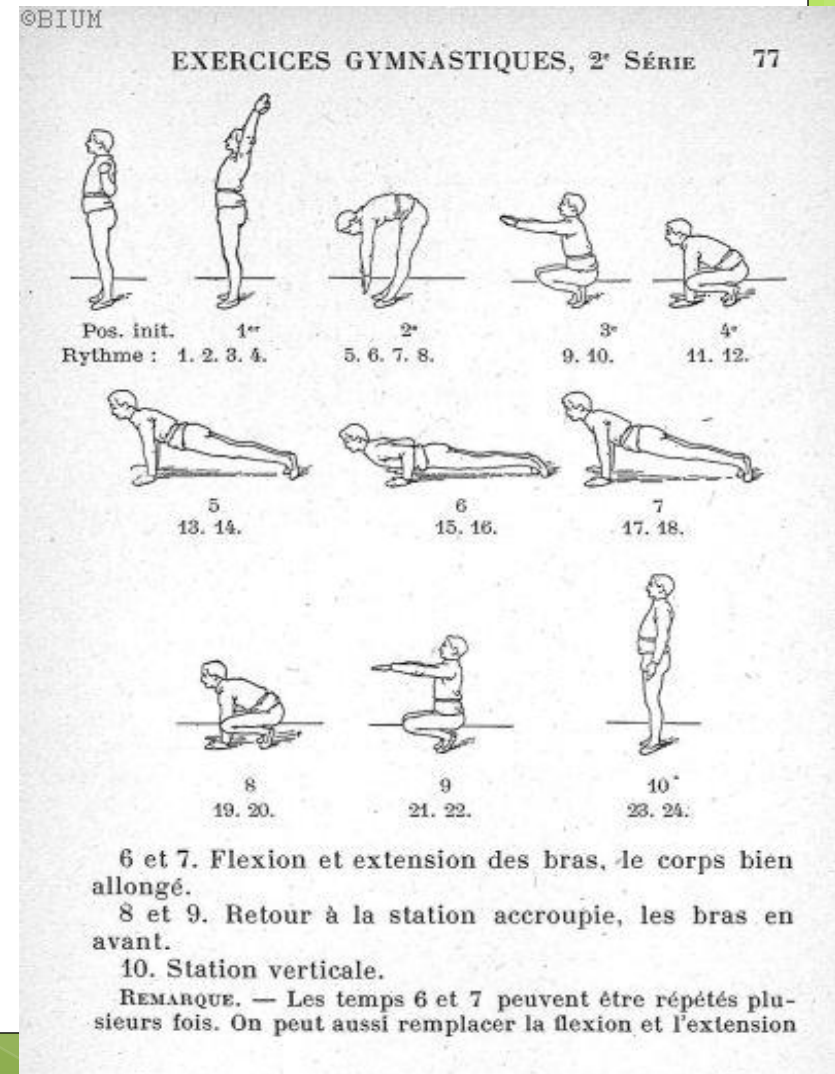 ©BIUM
EXERCICES GYMNASTIQUES, 2e SÉRIE 77
Pos. init. 1er 2e 3e 4e
Rythme : 1. 2. 3. 4. 5. 6. 7. 8. 9. 10. 11. 12.
5 6 7
13. 14. 15. 16. 17. 18.
8 9 10
19. 20. 21. 22. 23. 24.
6 et 7. Flexion et extension des bras, le corps bien
allongé.
8 et 9. Retour à la station accroupie, les bras en
avant.
10. Station verticale.
REMARQUE. — Les temps 6 et 7 peuvent être répétés plu-
sieurs fois. On peut aussi remplacer la flexion et l'extension